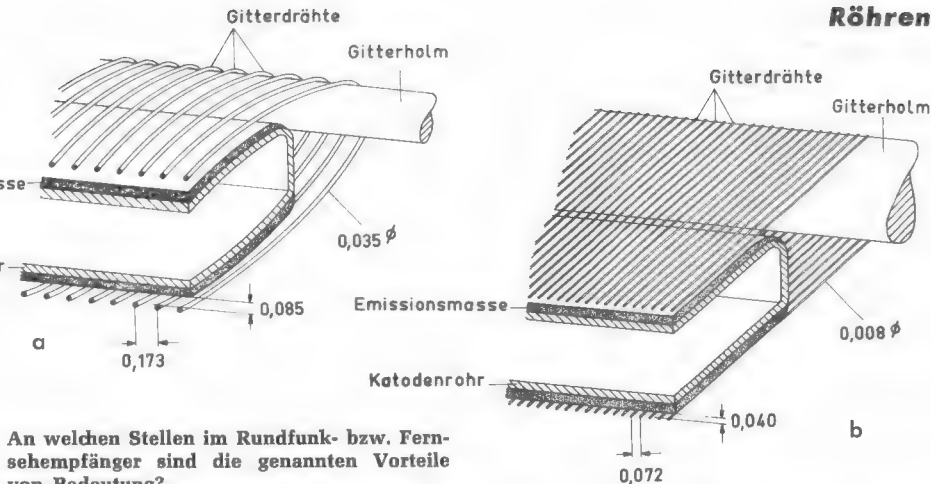 Röhren
Gitterdrähte
Gitterholm
sse
r
0,035 ⌀
0,085
0,173
a
Gitterdrähte
Gitterholm
Emissionsmasse
Katodenrohr
0,008 ⌀
0,040
0,072
b
An welchen Stellen im Rundfunk- bzw. Fern-
sehempfänger sind die genannten Vorteile
von Bedeutung?